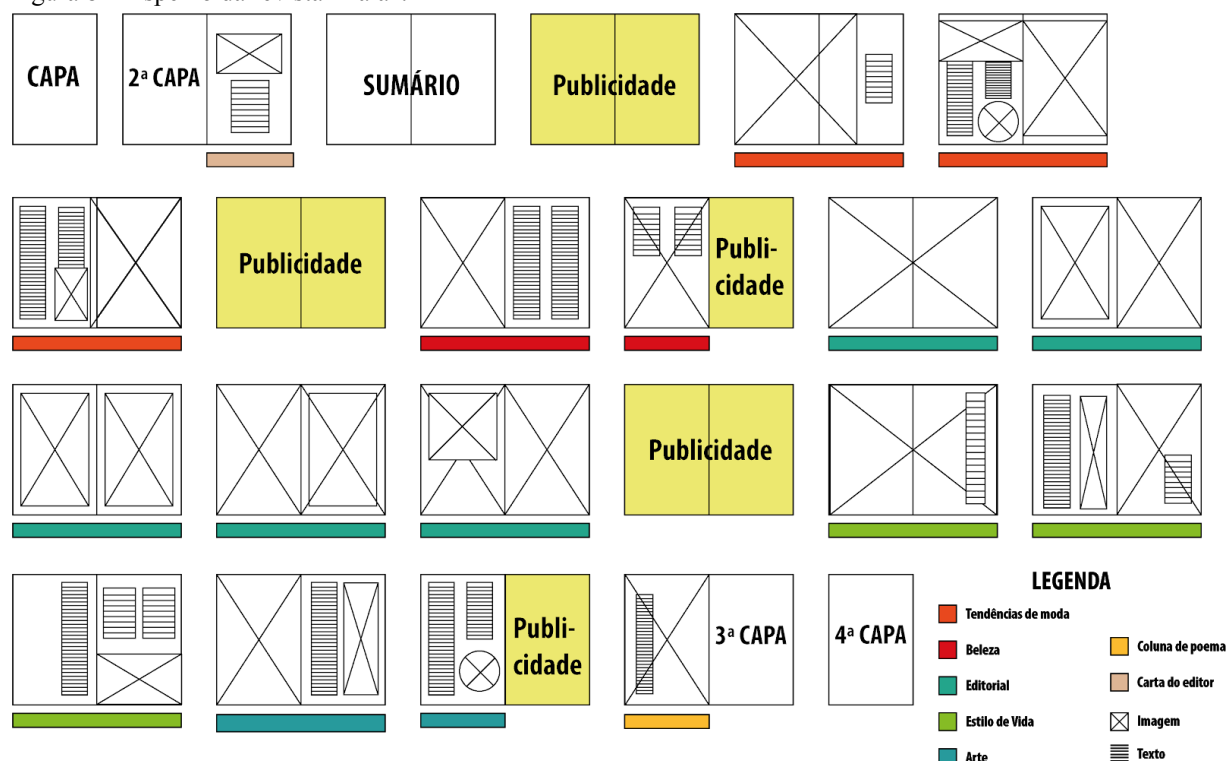 CAPA
2ª CAPA
SUMÁRIO
Publicidade
Publicidade
Publi-
cidade
Publicidade
Publi-
cidade
3ª CAPA
4ª CAPA
LEGENDA
Tendências de moda
Beleza
Coluna de poema
Editorial
Carta do editor
Estilo de Vida
Imagem
Arte
Texto